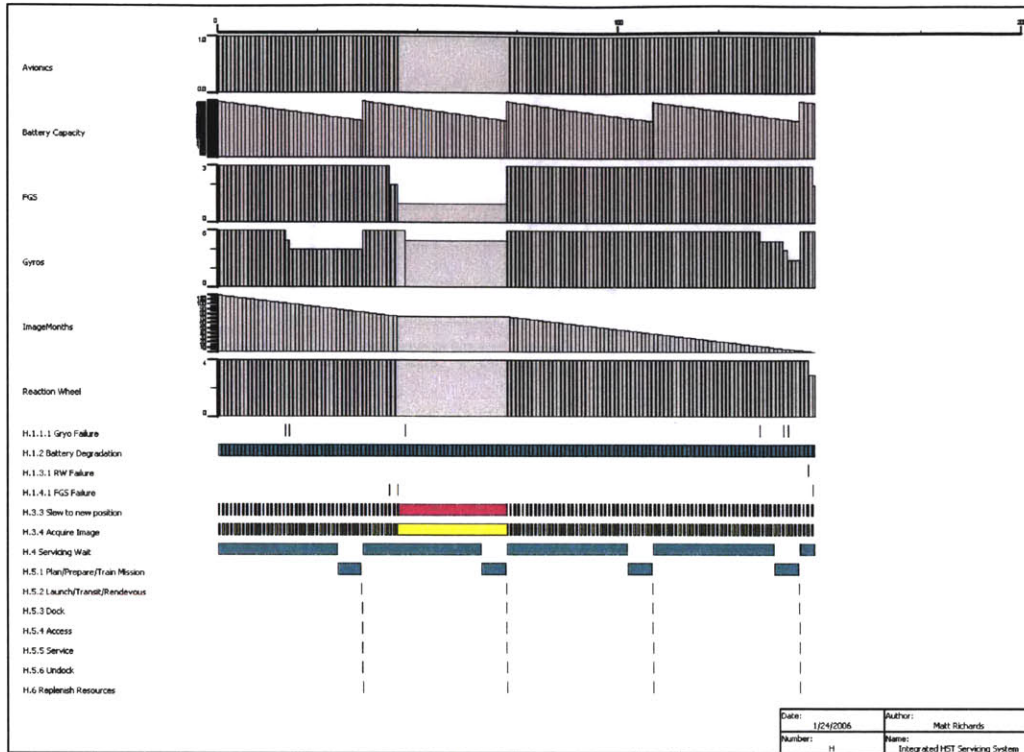 0 100 200
Avionics
1.0
0.0
Battery Capacity
FGS
3
0
Gyros
6
0
ImageMonths
Reaction Wheel
4
0
H.1.1.1 Gryo Failure
H.1.2 Battery Degradation
H.1.3.1 RW Failure
H.1.4.1 FGS Failure
H.3.3 Slew to new position
H.3.4 Acquire Image
H.4 Servicing Wait
H.5.1 Plan/Prepare/Train Mission
H.5.2 Launch/Transit/Rendevous
H.5.3 Dock
H.5.4 Access
H.5.5 Service
H.5.6 Undock
H.6 Replenish Resources
Date: Author:
1/24/2006 Matt Richards
Number: Name:
H Integrated HST Servicing System